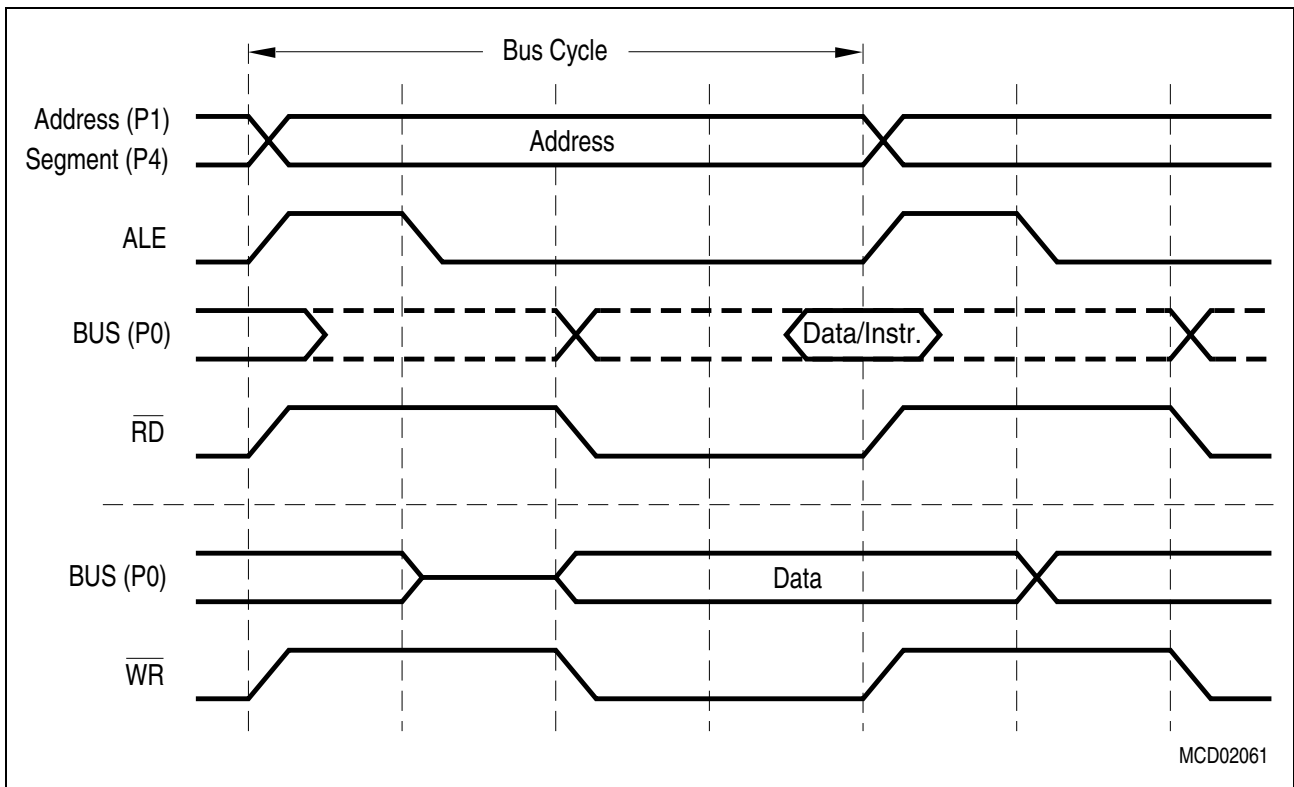 Bus Cycle
Address (P1)
Segment (P4)
Address
ALE
BUS (P0)
Data/Instr.
RD
BUS (P0)
Data
WR
MCD02061